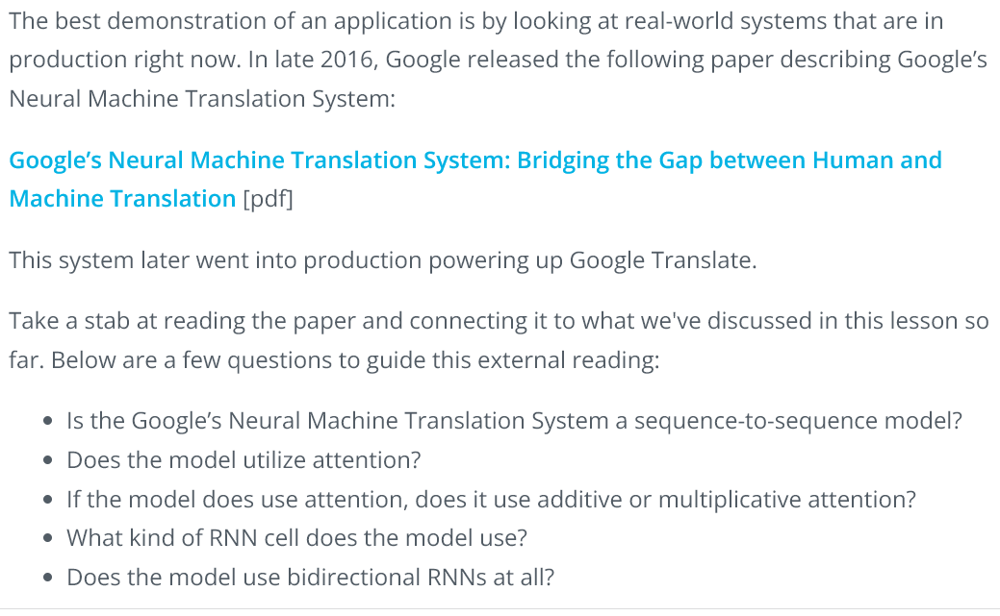 The best demonstration of an application is by looking at real-world systems that are in
production right now. In late 2016, Google released the following paper describing Google’s
Neural Machine Translation System:
Google’s Neural Machine Translation System: Bridging the Gap between Human and
Machine Translation [pdf]
This system later went into production powering up Google Translate.
Take a stab at reading the paper and connecting it to what we've discussed in this lesson so
far. Below are a few questions to guide this external reading:
• Is the Google’s Neural Machine Translation System a sequence-to-sequence model?
• Does the model utilize attention?
• If the model does use attention, does it use additive or multiplicative attention?
• What kind of RNN cell does the model use?
• Does the model use bidirectional RNNs at all?